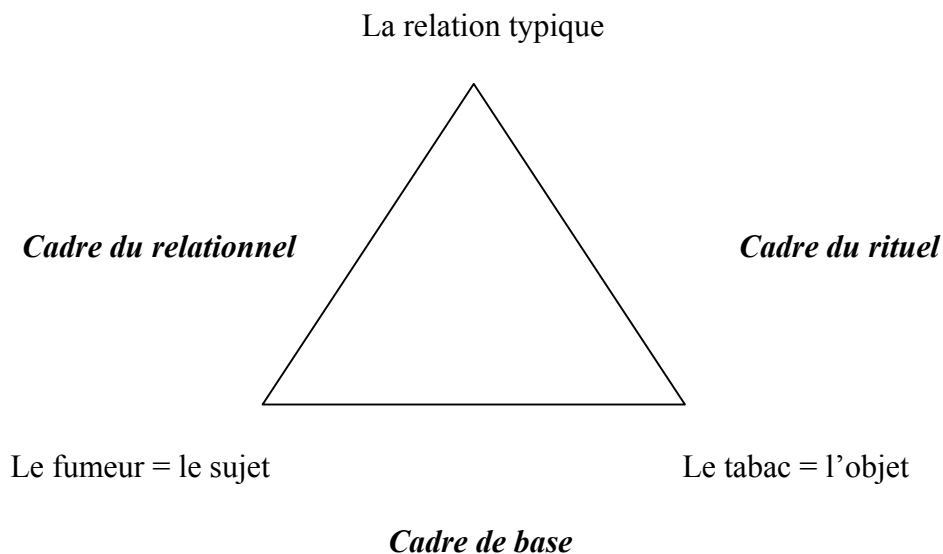 La relation typique
Cadre du relationnel
Cadre du rituel
Le fumeur = le sujet
Le tabac = l’objet
Cadre de base